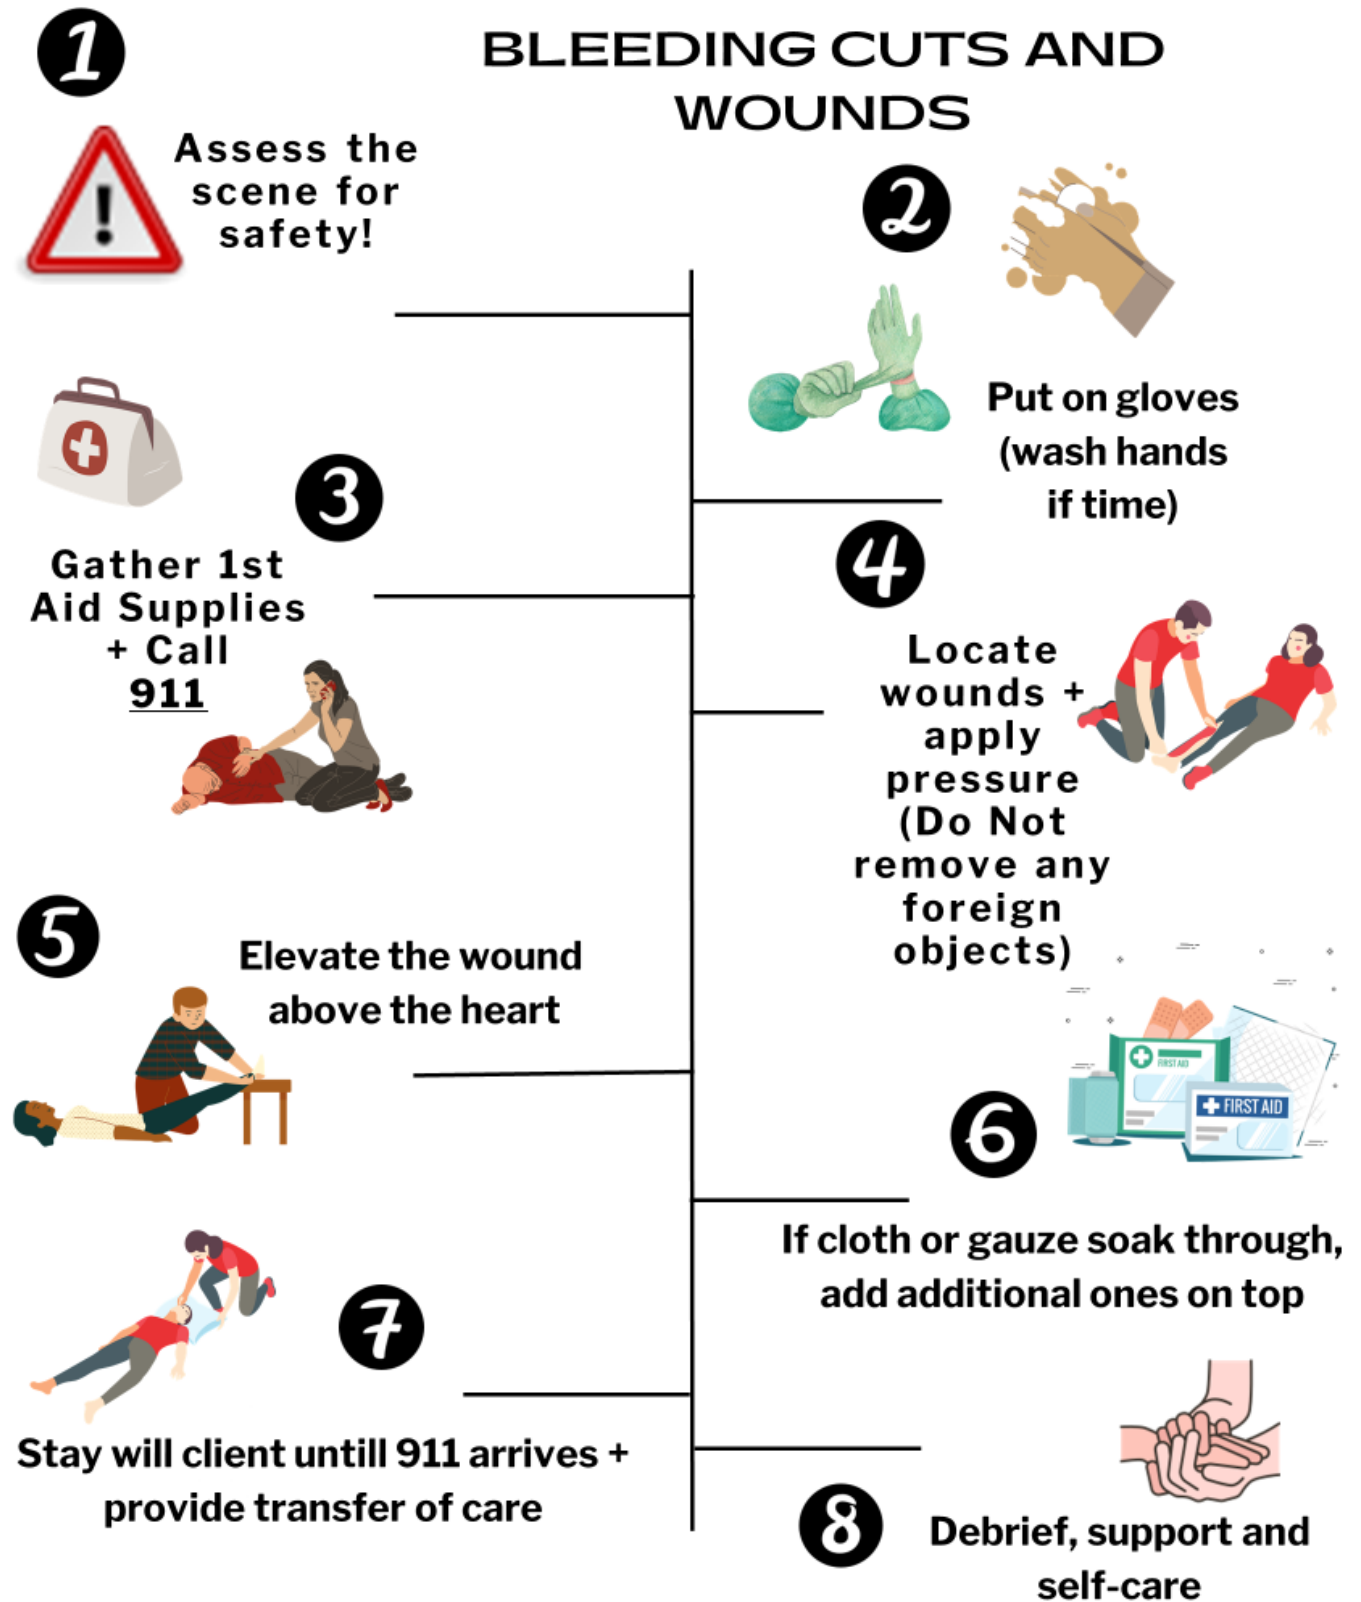 BLEEDING CUTS AND
WOUNDS
1
Assess the
scene for
safety!
2
Put on gloves
(wash hands
if time)
3
Gather 1st
Aid Supplies
+ Call
911
4
Locate
wounds +
apply
pressure
(Do Not
remove any
foreign
objects)
5
Elevate the wound
above the heart
FIRST AID
FIRST AID
6
If cloth or gauze soak through,
add additional ones on top
7
Stay will client untill 911 arrives +
provide transfer of care
8
Debrief, support and
self-care